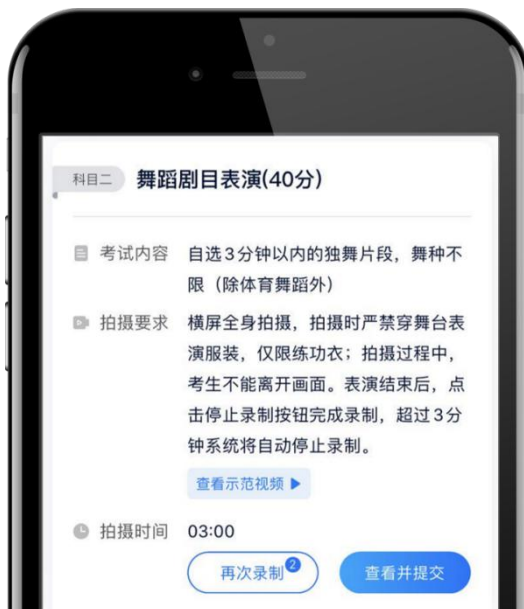 科目二 舞蹈剧目表演(40分)
考试内容 自选3分钟以内的独舞片段，舞种不
限（除体育舞蹈外）
拍摄要求 横屏全身拍摄，拍摄时严禁穿舞台表
演服装，仅限练功衣；拍摄过程中，
考生不能离开画面。表演结束后，点
击停止录制按钮完成录制，超过3分
钟系统将自动停止录制。
查看示范视频
拍摄时间 03:00
再次录制 2 查看并提交